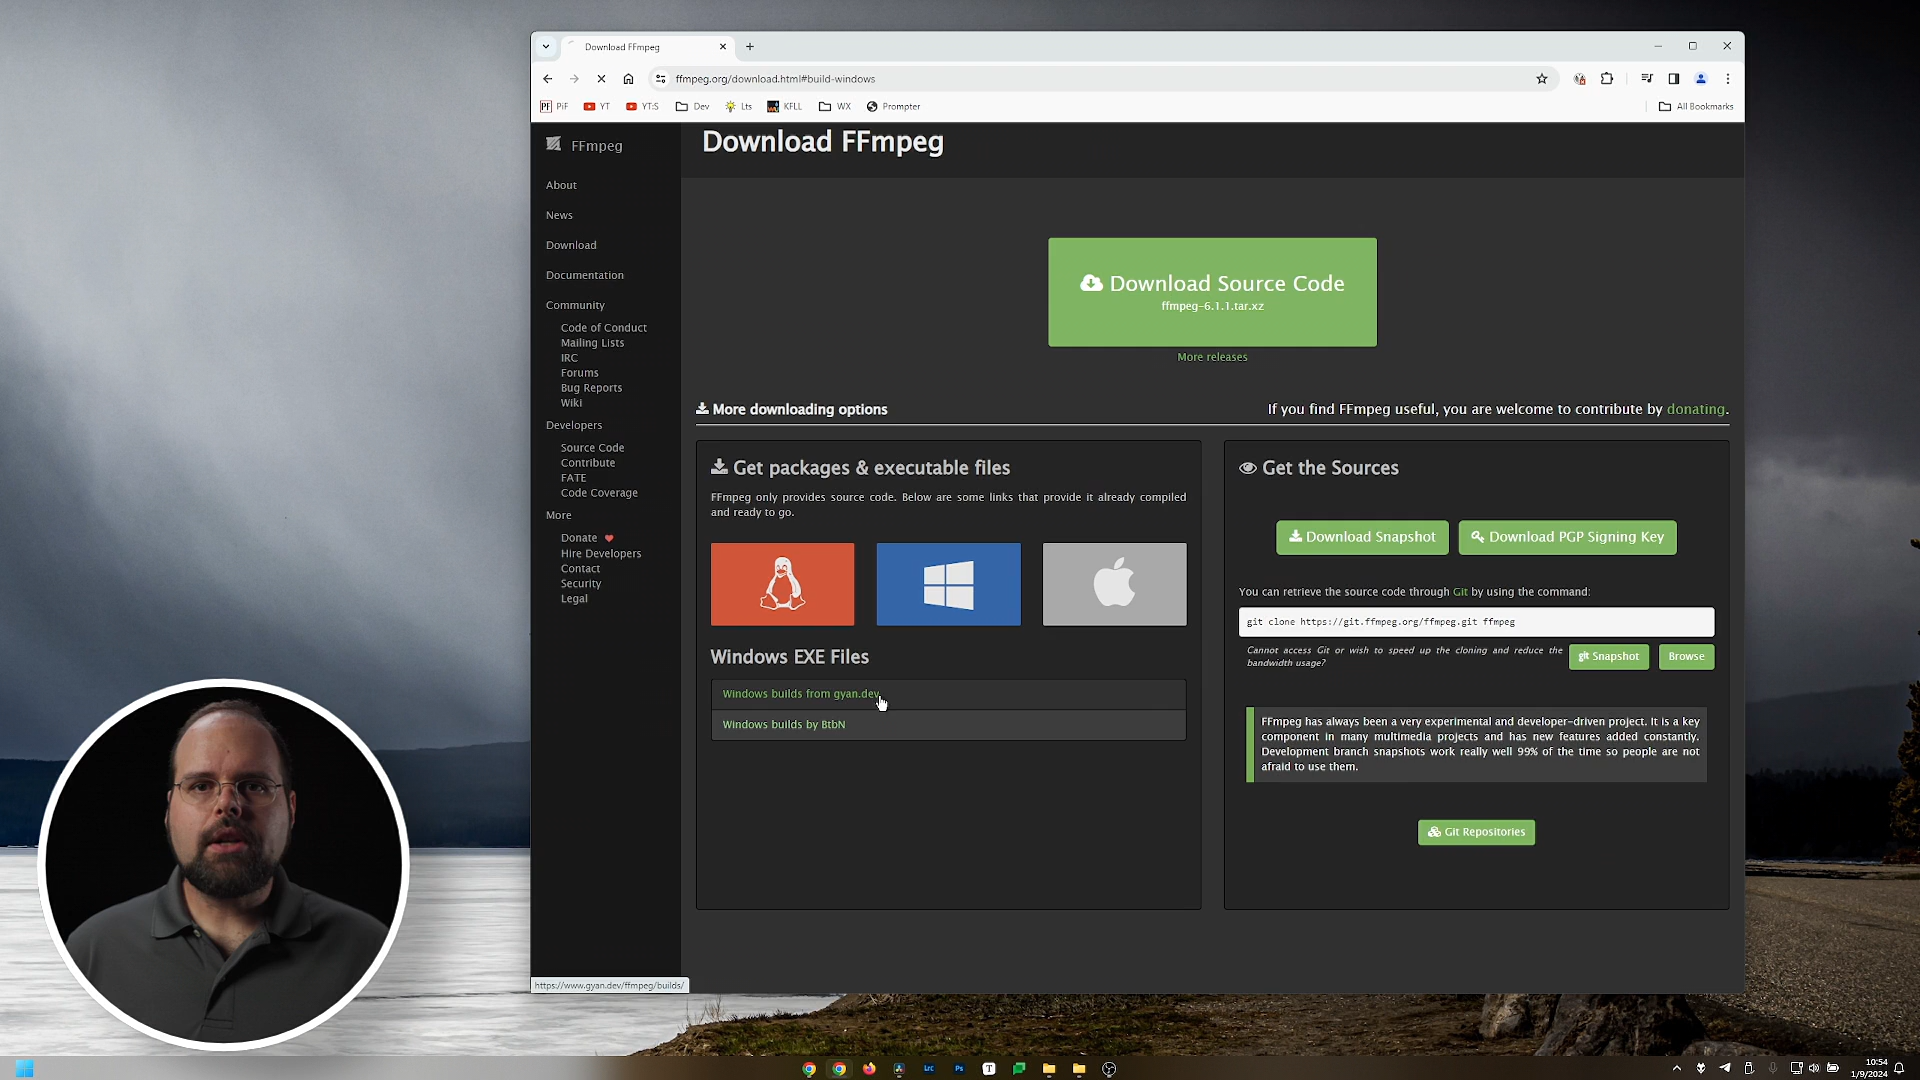 Download FFmpeg
ffmpeg.org/download.html#build-windows
PiF
YT
YT:S
Dev
Lts
KFLL
WX
Prompter
All Bookmarks
FFmpeg
About
News
Download
Documentation
Community
Code of Conduct
Mailing Lists
IRC
Forums
Bug Reports
Wiki
Developers
Source Code
Contribute
FATE
Code Coverage
More
Donate
Hire Developers
Contact
Security
Legal
Download FFmpeg
Download Source Code
ffmpeg-6.1.1.tar.xz
More releases
More downloading options
If you find FFmpeg useful, you are welcome to contribute by donating.
Get packages & executable files
FFmpeg only provides source code. Below are some links that provide it already compiled
and ready to go.
Windows EXE Files
Windows builds from gyan.dev
Windows builds by BtbN
Get the Sources
Download Snapshot
Download PGP Signing Key
You can retrieve the source code through Git by using the command:
git clone https://git.ffmpeg.org/ffmpeg.git ffmpeg
Cannot access Git or wish to speed up the cloning and reduce the
bandwidth usage?
git Snapshot
Browse
FFmpeg has always been a very experimental and developer-driven project. It is a key
component in many multimedia projects and has new features added constantly.
Development branch snapshots work really well 99% of the time so people are not
afraid to use them.
Git Repositories
https://www.gyan.dev/ffmpeg/builds/
Lrc
Ps
T
10:54
1/9/2024